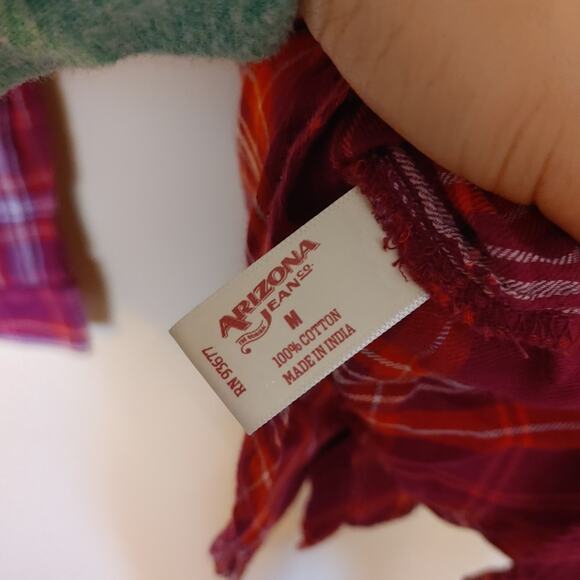 ARIZONA
THE ORIGINAL JEAN CO.
M
100% COTTON
MADE IN INDIA
RN 93677